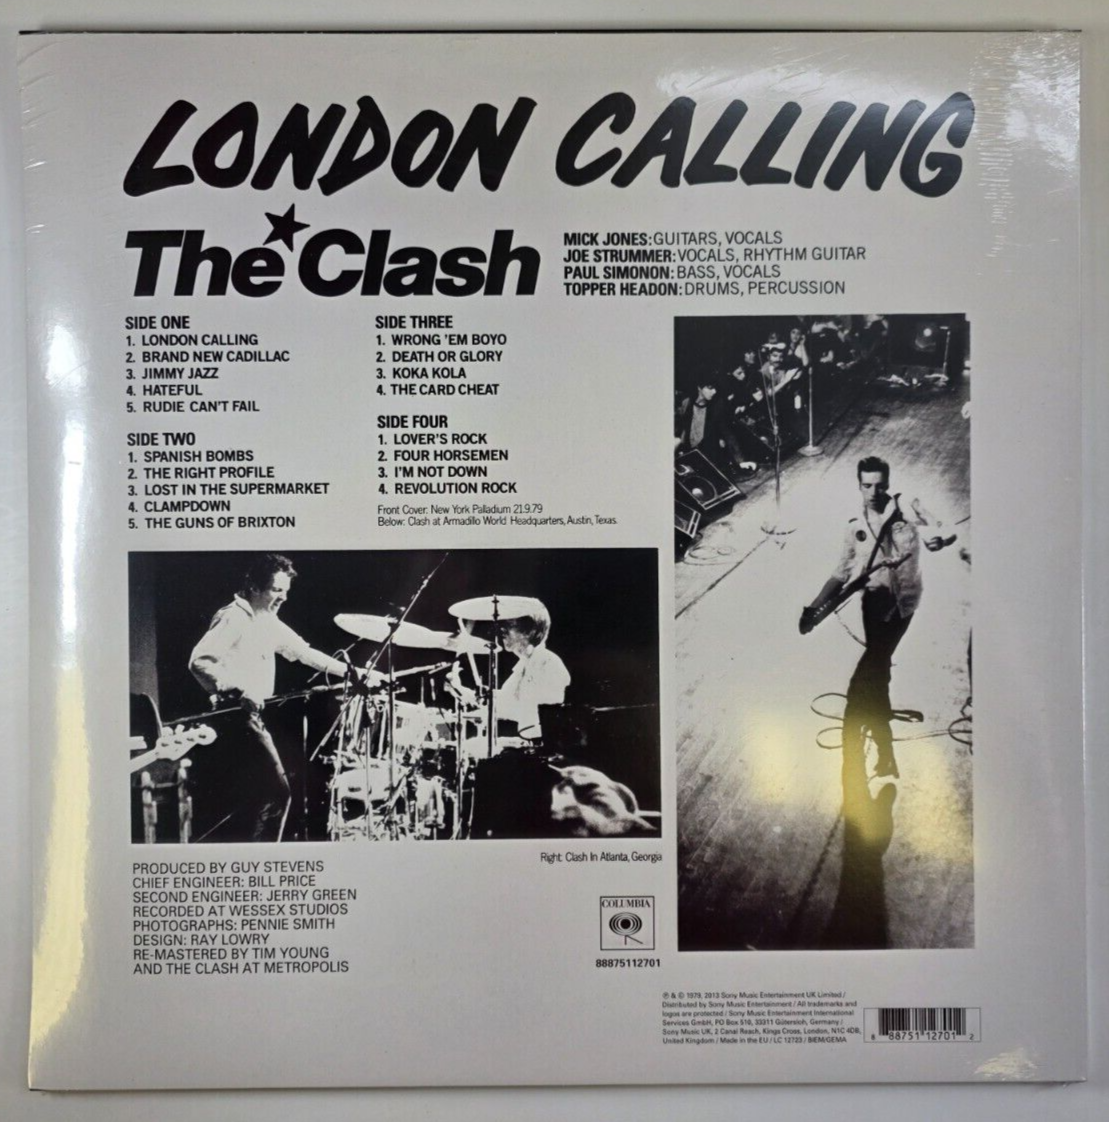 LONDON CALLING
The Clash
MICK JONES: GUITARS, VOCALS
JOE STRUMMER: VOCALS, RHYTHM GUITAR
PAUL SIMONON: BASS, VOCALS
TOPPER HEADON: DRUMS, PERCUSSION
SIDE ONE
1. LONDON CALLING
2. BRAND NEW CADILLAC
3. JIMMY JAZZ
4. HATEFUL
5. RUDIE CAN'T FAIL
SIDE TWO
1. SPANISH BOMBS
2. THE RIGHT PROFILE
3. LOST IN THE SUPERMARKET
4. CLAMPDOWN
5. THE GUNS OF BRIXTON
SIDE THREE
1. WRONG 'EM BOYO
2. DEATH OR GLORY
3. KOKA KOLA
4. THE CARD CHEAT
SIDE FOUR
1. LOVER'S ROCK
2. FOUR HORSEMEN
3. I'M NOT DOWN
4. REVOLUTION ROCK
Front Cover: New York Palladium 21.9.79
Below: Clash at Armadillo World Headquarters, Austin, Texas.
Right: Clash In Atlanta, Georgia
PRODUCED BY GUY STEVENS
CHIEF ENGINEER: BILL PRICE
SECOND ENGINEER: JERRY GREEN
RECORDED AT WESSEX STUDIOS
PHOTOGRAPHS: PENNIE SMITH
DESIGN: RAY LOWRY
RE-MASTERED BY TIM YOUNG
AND THE CLASH AT METROPOLIS
COLUMBIA
88875112701
℗ & © 1979, 2013 Sony Music Entertainment UK Limited /
Distributed by Sony Music Entertainment / All trademarks and
logos are protected / Sony Music Entertainment International
Services GmbH, PO Box 510, 33311 Gütersloh, Germany /
Sony Music UK, 2 Canal Reach, Kings Cross, London, N1C 4DB,
United Kingdom / Made in the EU / LC 12723 / BIEM/GEMA
8 88751 12701 2